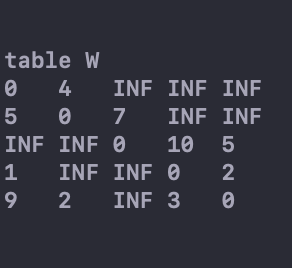 table W
0 4 INF INF INF
5 0 7 INF INF
INF INF 0 10 5
1 INF INF 0 2
9 2 INF 3 0